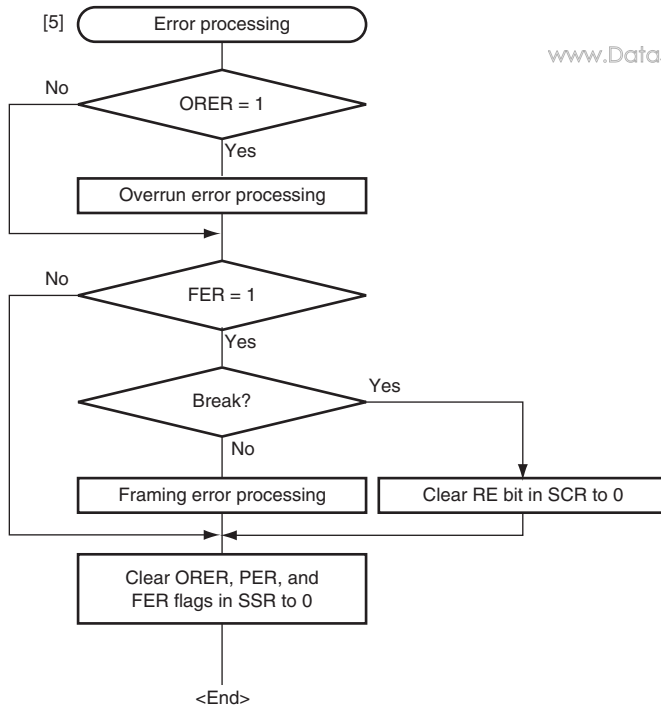 [5]
Error processing
www.Data
No
ORER = 1
Yes
Overrun error processing
No
FER = 1
Yes
Break?
Yes
No
Framing error processing
Clear RE bit in SCR to 0
Clear ORER, PER, and
FER flags in SSR to 0
<End>